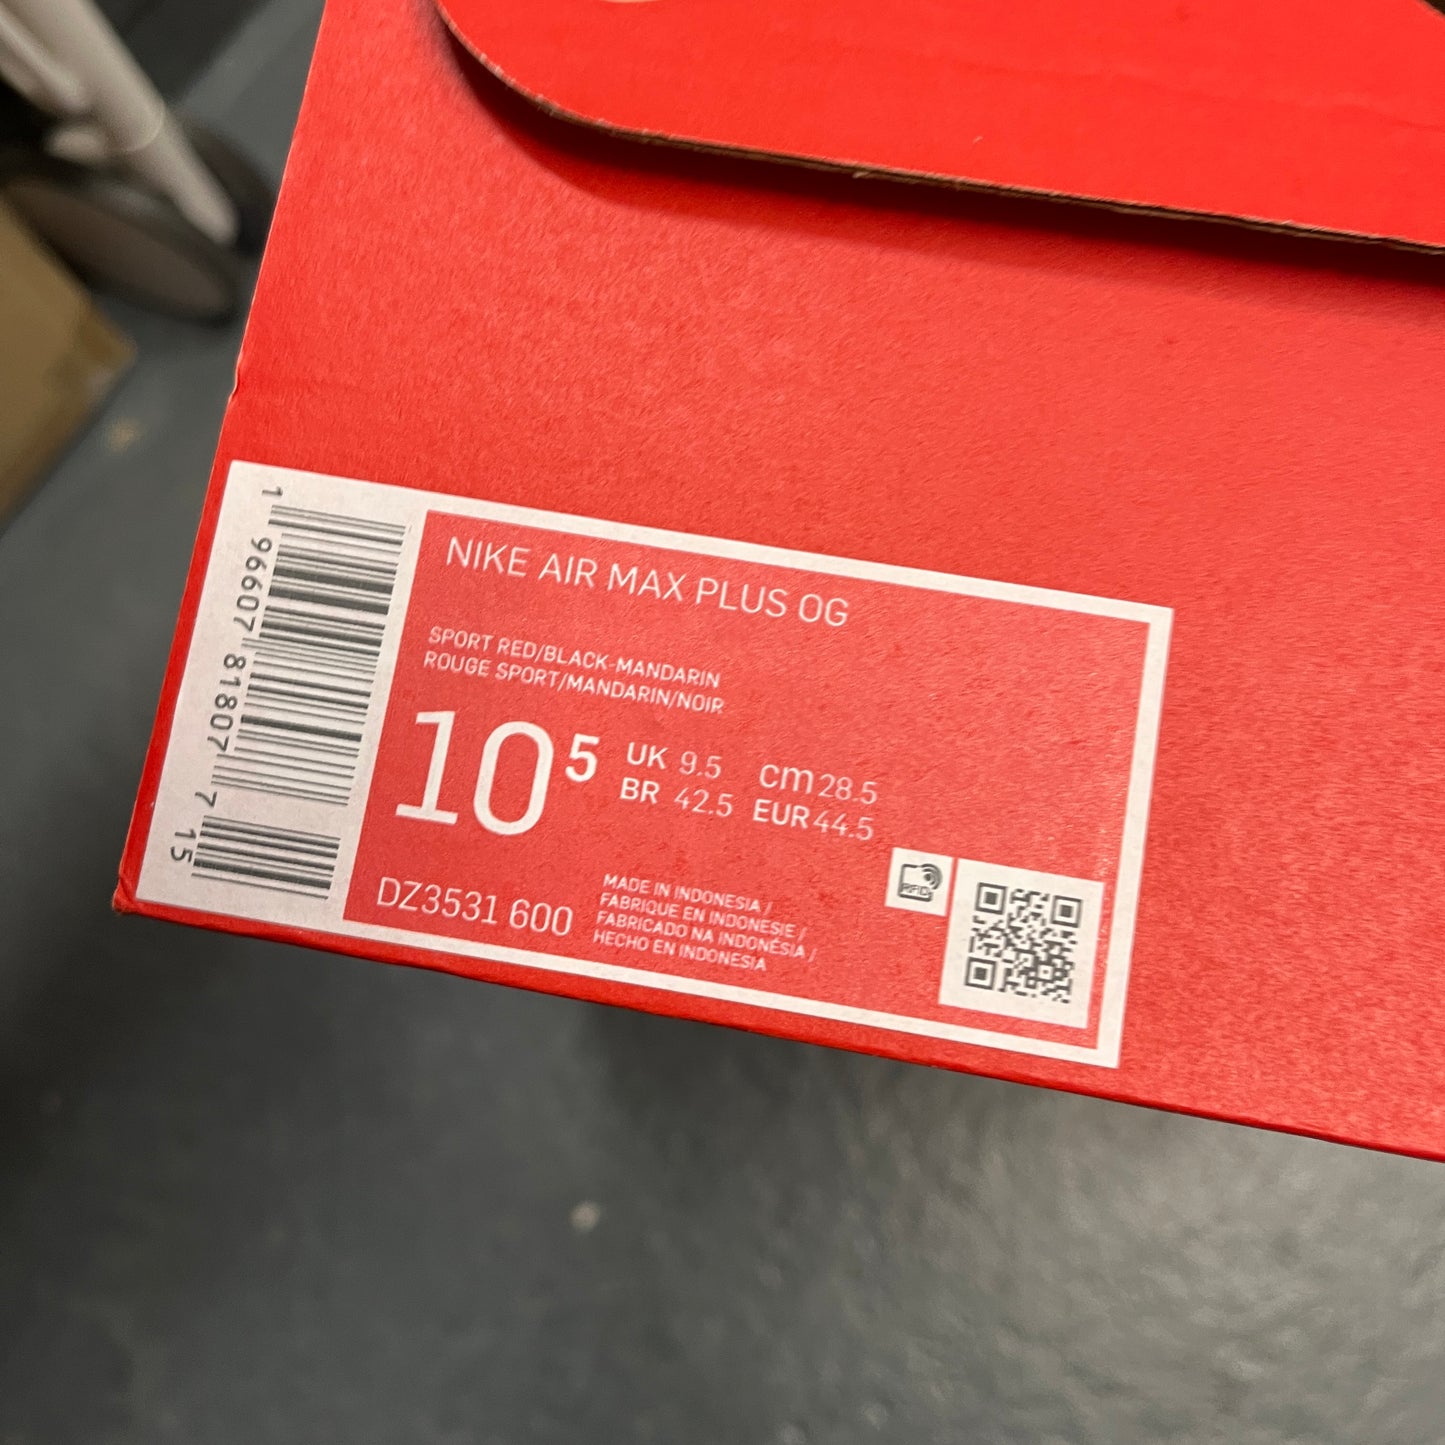 NIKE AIR MAX PLUS OG
SPORT RED/BLACK-MANDARIN
ROUGE SPORT/MANDARIN/NOIR
10 5
UK 9.5 cm 28.5
BR 42.5 EUR 44.5
DZ3531 600
MADE IN INDONESIA /
FABRIQUE EN INDONESIE /
FABRICADO NA INDONÉSIA /
HECHO EN INDONESIA
RFID
1 96607 81807 7 15